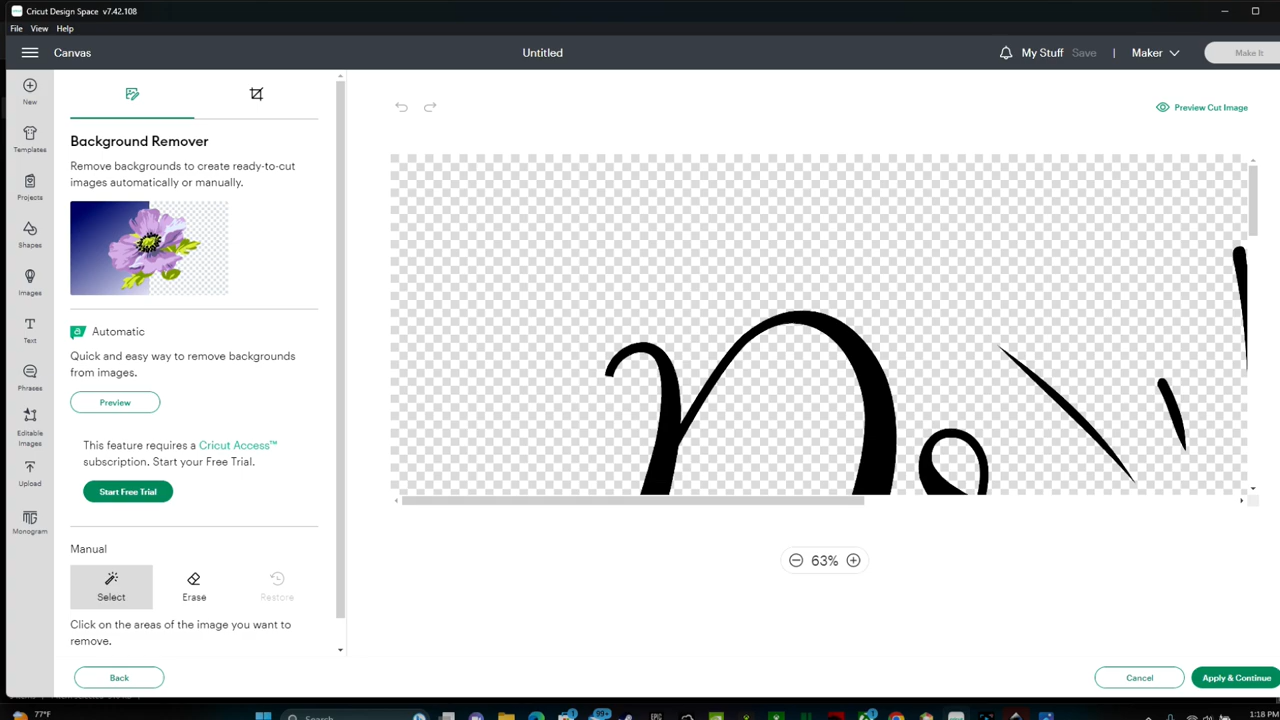 Cricut Design Space v7.42.108
File View Help
Canvas
Untitled
My Stuff Save | Maker
Make It
New
Templates
Projects
Shapes
Images
Text
Phrases
Editable
Images
Upload
Monogram
Background Remover
Remove backgrounds to create ready-to-cut
images automatically or manually.
a Automatic
Quick and easy way to remove backgrounds
from images.
Preview
This feature requires a Cricut Access™
subscription. Start your Free Trial.
Start Free Trial
Manual
Select
Erase
Restore
Click on the areas of the image you want to
remove.
Back
Preview Cut Image
63%
Cancel
Apply & Continue
77°F
Search
99+
1:18 PM